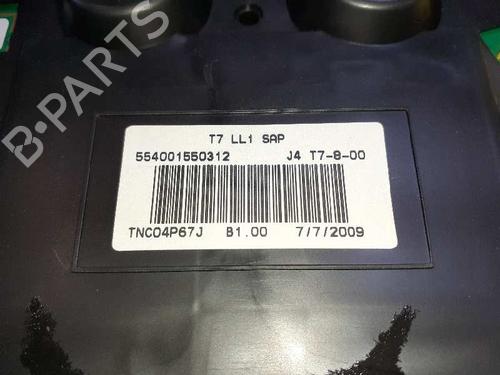 B-PARTS
T7 LL1 SAP
554001550312 J4 T7-8-00
TNC04P67J B1.00 7/7/2009